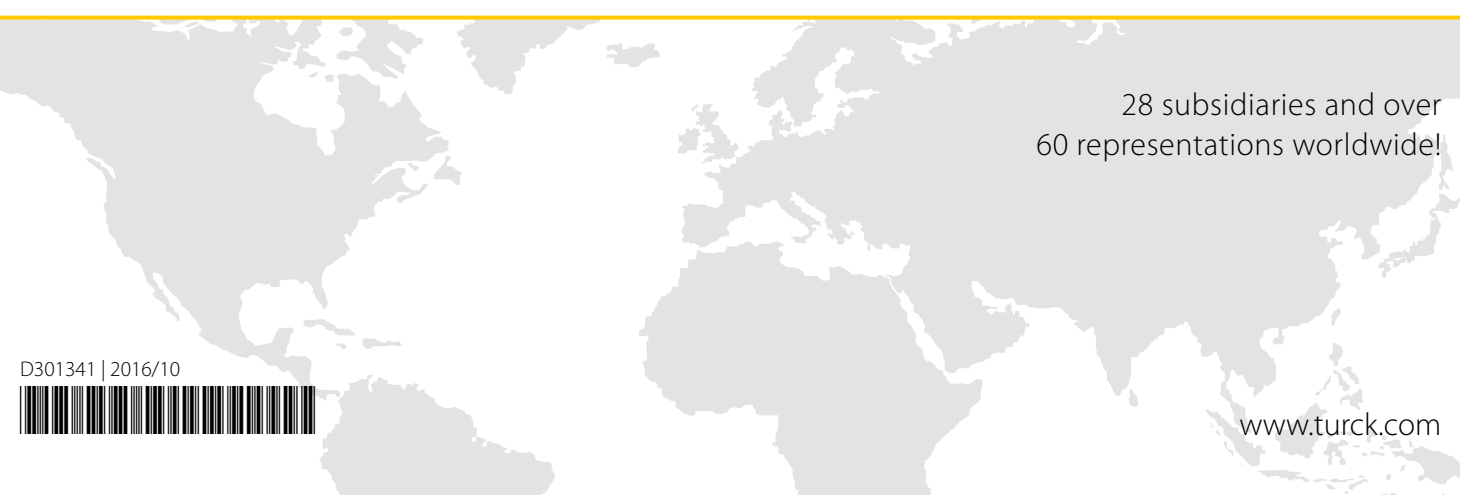 28 subsidiaries and over
60 representations worldwide!
D301341 | 2016/10
www.turck.com